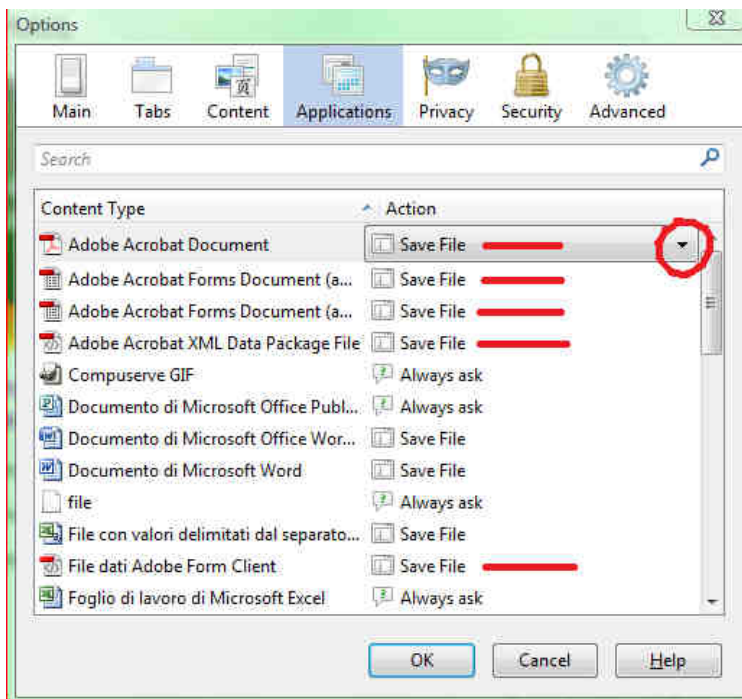 Options
Main Tabs Content Applications Privacy Security Advanced
Search
Content Type Action
Adobe Acrobat Document Save File
Adobe Acrobat Forms Document (a... Save File
Adobe Acrobat Forms Document (a... Save File
Adobe Acrobat XML Data Package File Save File
Compuserve GIF Always ask
Documento di Microsoft Office Publ... Always ask
Documento di Microsoft Office Wor... Save File
Documento di Microsoft Word Save File
file Always ask
File con valori delimitati dal separato... Save File
File dati Adobe Form Client Save File
Foglio di lavoro di Microsoft Excel Always ask
OK Cancel Help